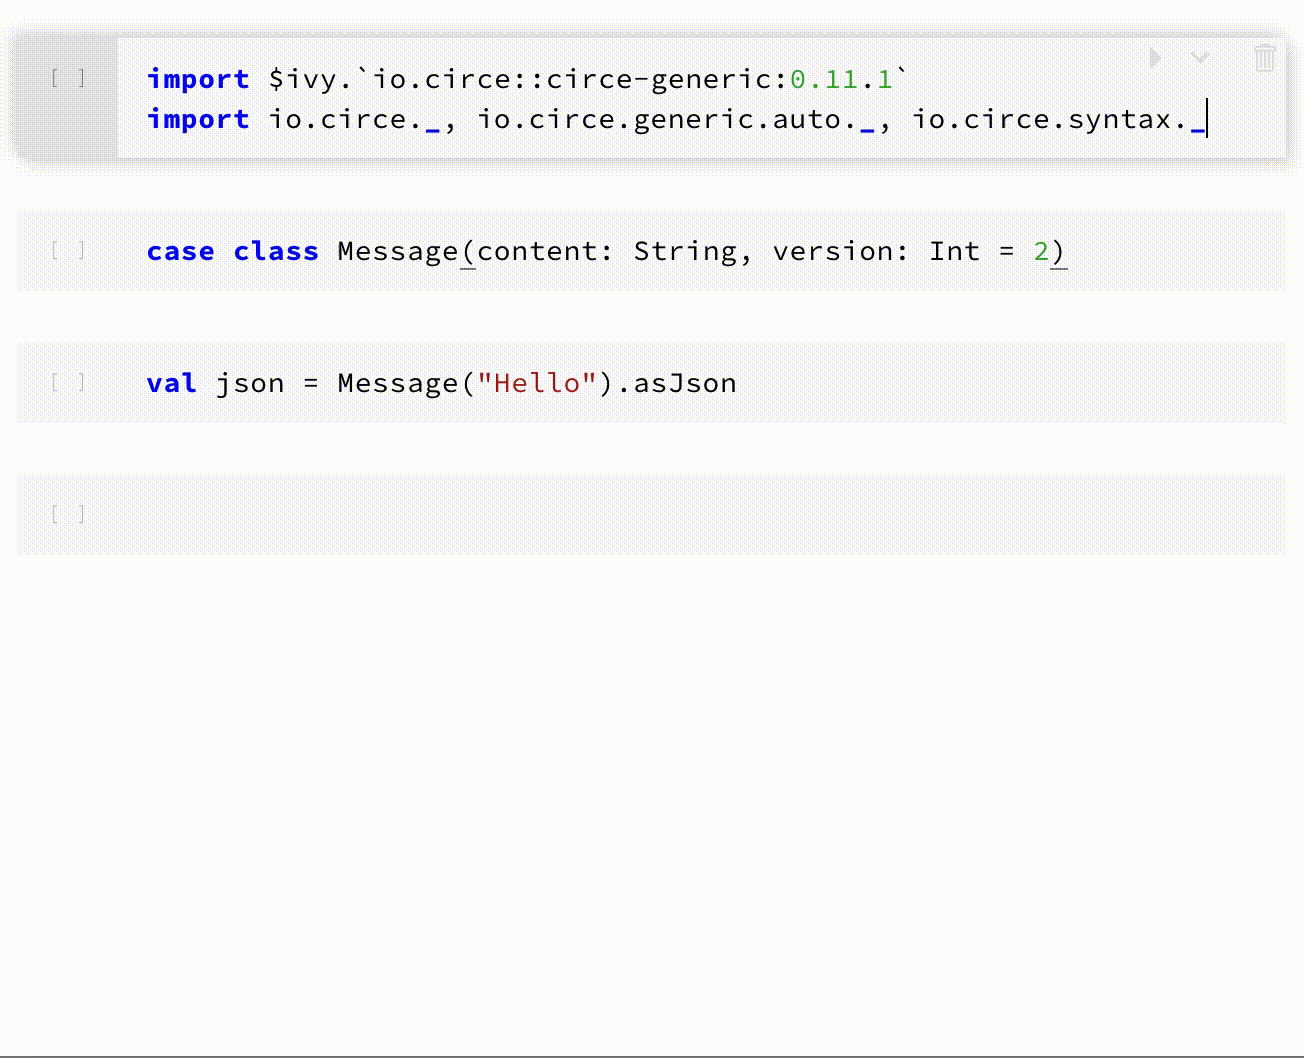 [ ] import $ivy.`io.circe::circe-generic:0.11.1`
import io.circe._, io.circe.generic.auto._, io.circe.syntax._
[ ] case class Message(content: String, version: Int = 2)
[ ] val json = Message("Hello").asJson
[ ]